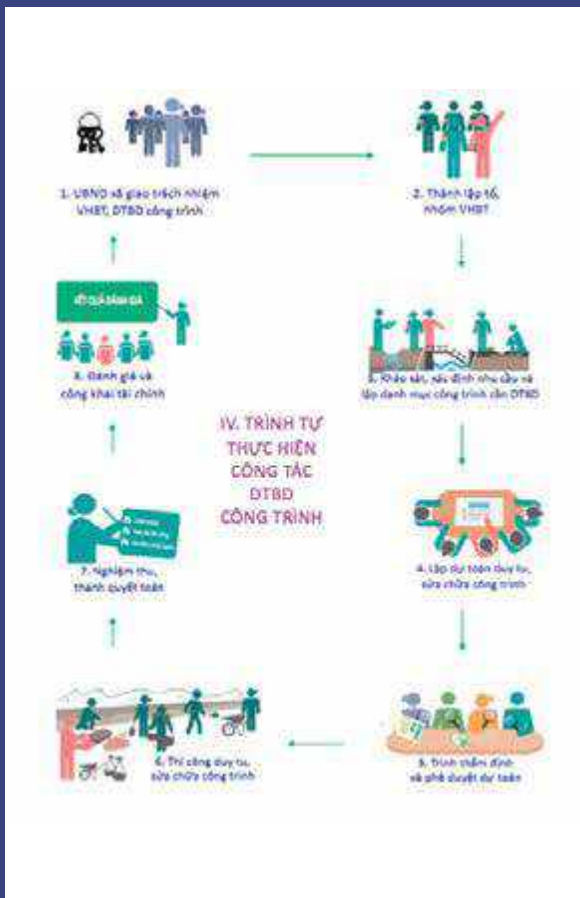 1. UBND xã giao trách nhiệm
VHBT, DTBD công trình
2. Thành lập tổ,
nhóm VHBT
3. Khảo sát, xác định nhu cầu và
lập danh mục công trình cần DTBD
4. Lập dự toán duy tu,
sửa chữa công trình
5. Trình thẩm định
và phê duyệt dự toán
6. Thi công duy tu,
sửa chữa công trình
7. Nghiệm thu,
thanh quyết toán
8. Đánh giá và
công khai tài chính
KẾT QUẢ ĐÁNH GIÁ
IV. TRÌNH TỰ
THỰC HIỆN
CÔNG TÁC
DTBD
CÔNG TRÌNH